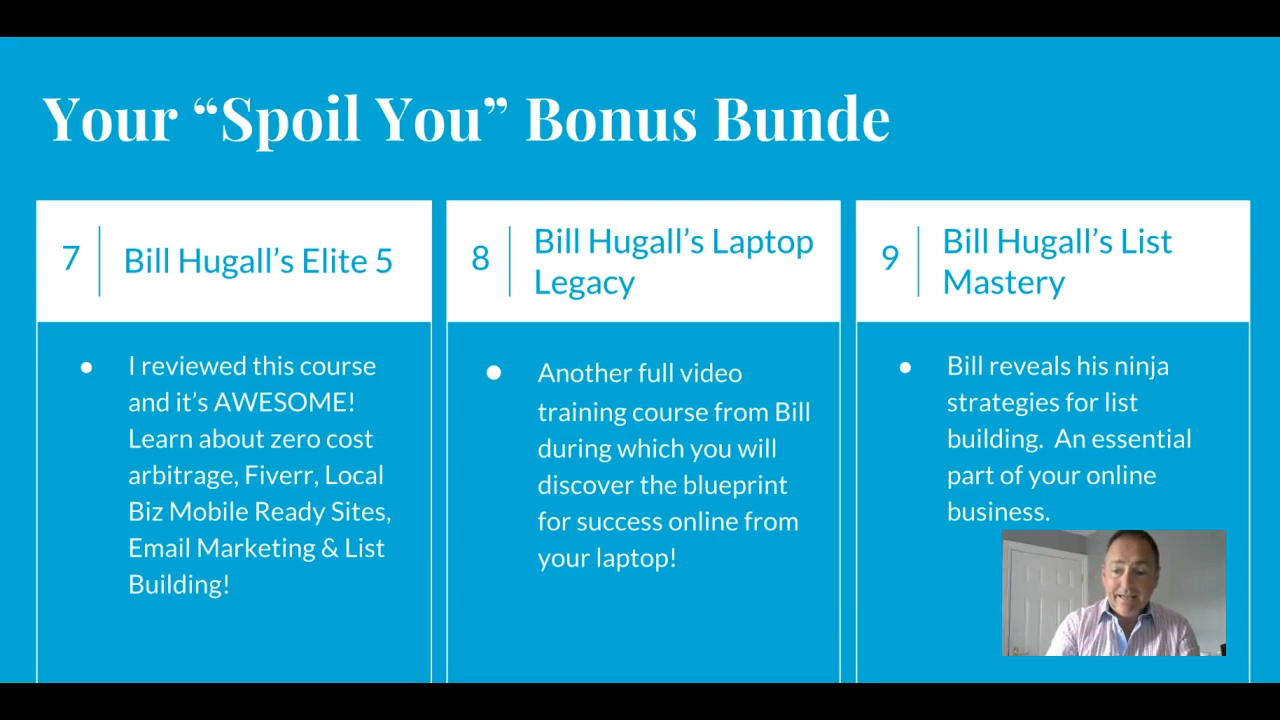 Your “Spoil You” Bonus Bunde
7
Bill Hugall’s Elite 5
I reviewed this course
and it’s AWESOME!
Learn about zero cost
arbitrage, Fiverr, Local
Biz Mobile Ready Sites,
Email Marketing & List
Building!
8
Bill Hugall’s Laptop
Legacy
Another full video
training course from Bill
during which you will
discover the blueprint
for success online from
your laptop!
9
Bill Hugall’s List
Mastery
Bill reveals his ninja
strategies for list
building.  An essential
part of your online
business.